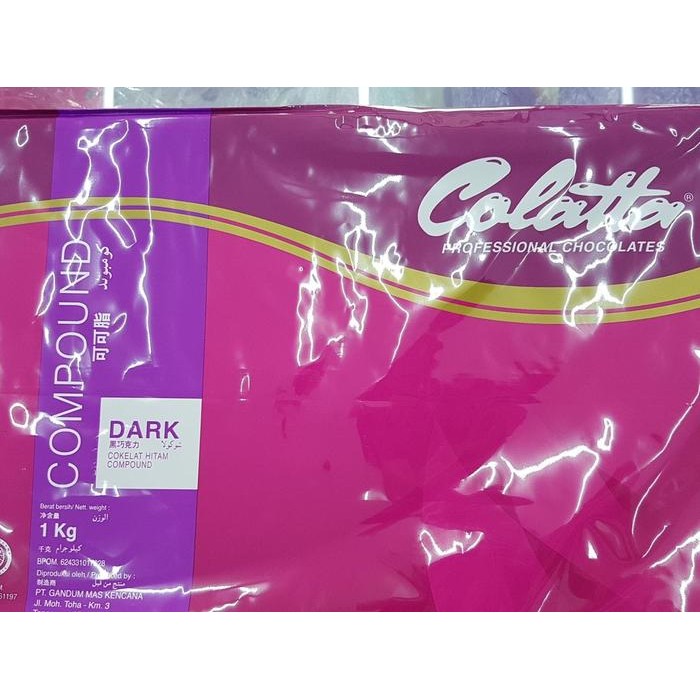 Colatta®
PROFESSIONAL CHOCOLATES
COMPOUND
可可脂
كومبوند
DARK
黑巧克力 شوكولا
COKELAT HITAM
COMPOUND
Berat bersih/ Nett. weight :
净含量 الوزن
1 Kg
千克 كيلو جرام
BPOM.
Diproduksi oleh / Produced by :
制造商 منتج من قبل
PT. GANDUM MAS KENCANA
Jl. Moh. Toha - Km. 3